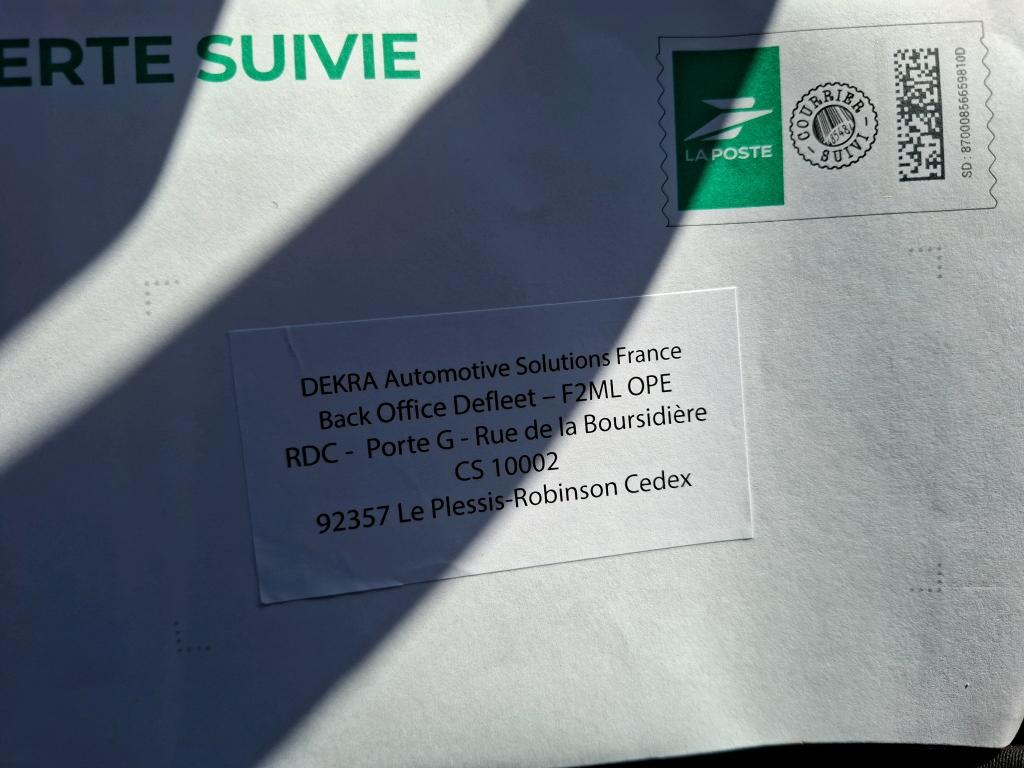 ERTE SUIVIE
LA POSTE
COURRIER
SUIVI
SD : 87000856659810D
DEKRA Automotive Solutions France
Back Office Defleet – F2ML OPE
RDC - Porte G - Rue de la Boursidière
CS 10002
92357 Le Plessis-Robinson Cedex